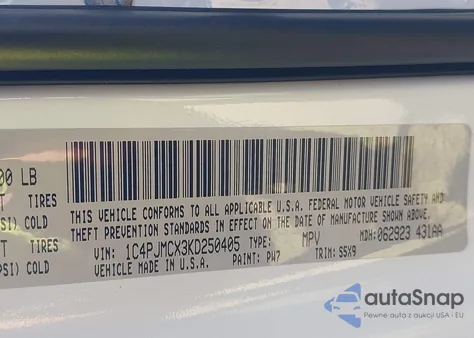 00 LB
TIRES
SI) COLD
TIRES
PSI) COLD
THIS VEHICLE CONFORMS TO ALL APPLICABLE U.S.A. FEDERAL MOTOR VEHICLE SAFETY AND
THEFT PREVENTION STANDARDS IN EFFECT ON THE DATE OF MANUFACTURE SHOWN ABOVE.
VIN: 1C4PJMCX3KD250405 TYPE: MPV MDH: 062923 431AA
VEHICLE MADE IN U.S.A. PAINT: PW7 TRIM: S5X9
autoSnap
Pewne auta z aukcji USA i EU